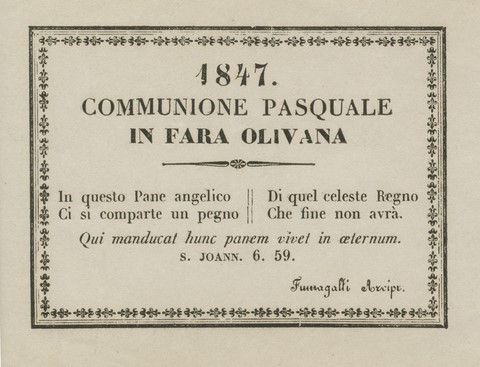 1847.
COMMUNIONE PASQUALE
IN FARA OLIVANA
In questo Pane angelico || Di quel celeste Regno
Ci si comparte un pegno || Che fine non avrà.
Qui manducat hunc panem vivet in æternum.
S. JOANN. 6. 59.
Fumagalli Arcipr.